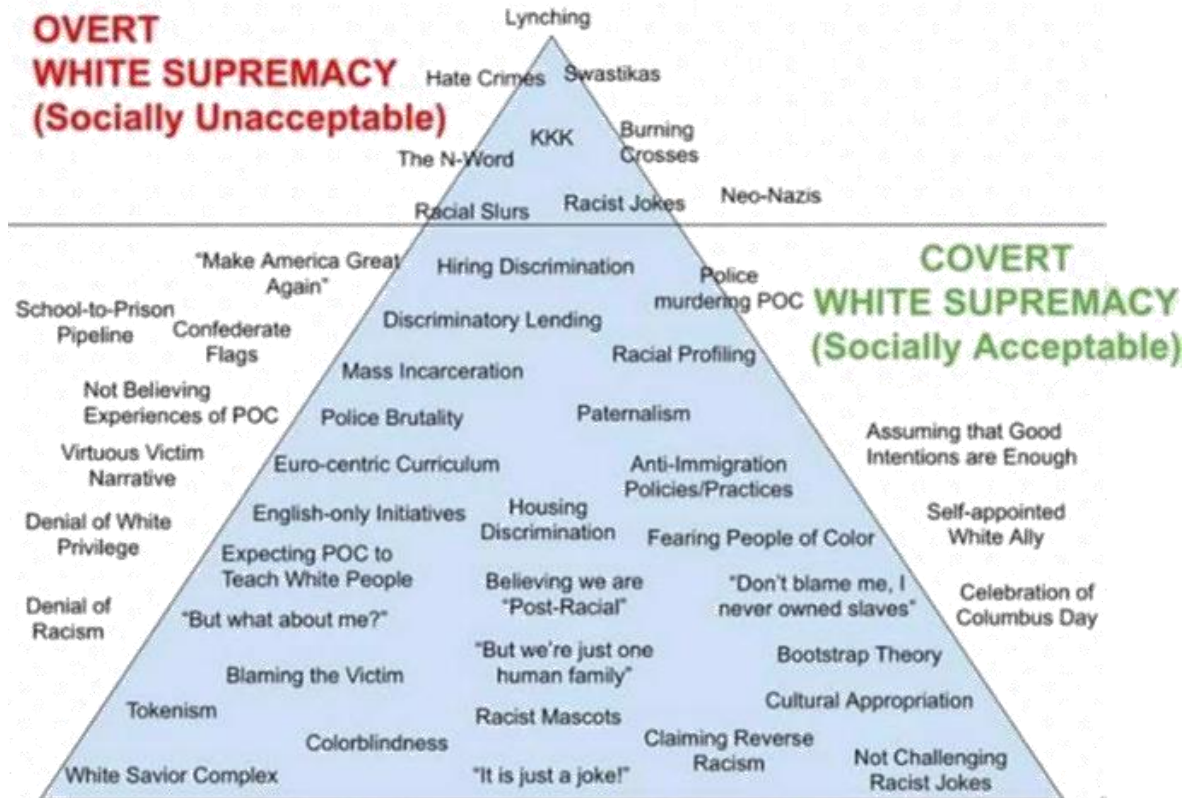 Lynching
OVERT
WHITE SUPREMACY
(Socially Unacceptable)
Hate Crimes
Swastikas
KKK
Burning
Crosses
The N-Word
Racial Slurs
Racist Jokes
Neo-Nazis
COVERT
WHITE SUPREMACY
(Socially Acceptable)
"Make America Great
Again"
Hiring Discrimination
Police
murdering POC
School-to-Prison
Pipeline
Confederate
Flags
Discriminatory Lending
Racial Profiling
Mass Incarceration
Not Believing
Experiences of POC
Police Brutality
Paternalism
Assuming that Good
Intentions are Enough
Virtuous Victim
Narrative
Euro-centric Curriculum
Anti-Immigration
Policies/Practices
Denial of White
Privilege
English-only Initiatives
Housing
Discrimination
Fearing People of Color
Self-appointed
White Ally
Expecting POC to
Teach White People
Believing we are
"Post-Racial"
"Don't blame me, I
never owned slaves"
Celebration of
Columbus Day
Denial of
Racism
"But what about me?"
"But we're just one
human family"
Bootstrap Theory
Blaming the Victim
Cultural Appropriation
Tokenism
Racist Mascots
Colorblindness
Claiming Reverse
Racism
Not Challenging
Racist Jokes
White Savior Complex
"It is just a joke!"